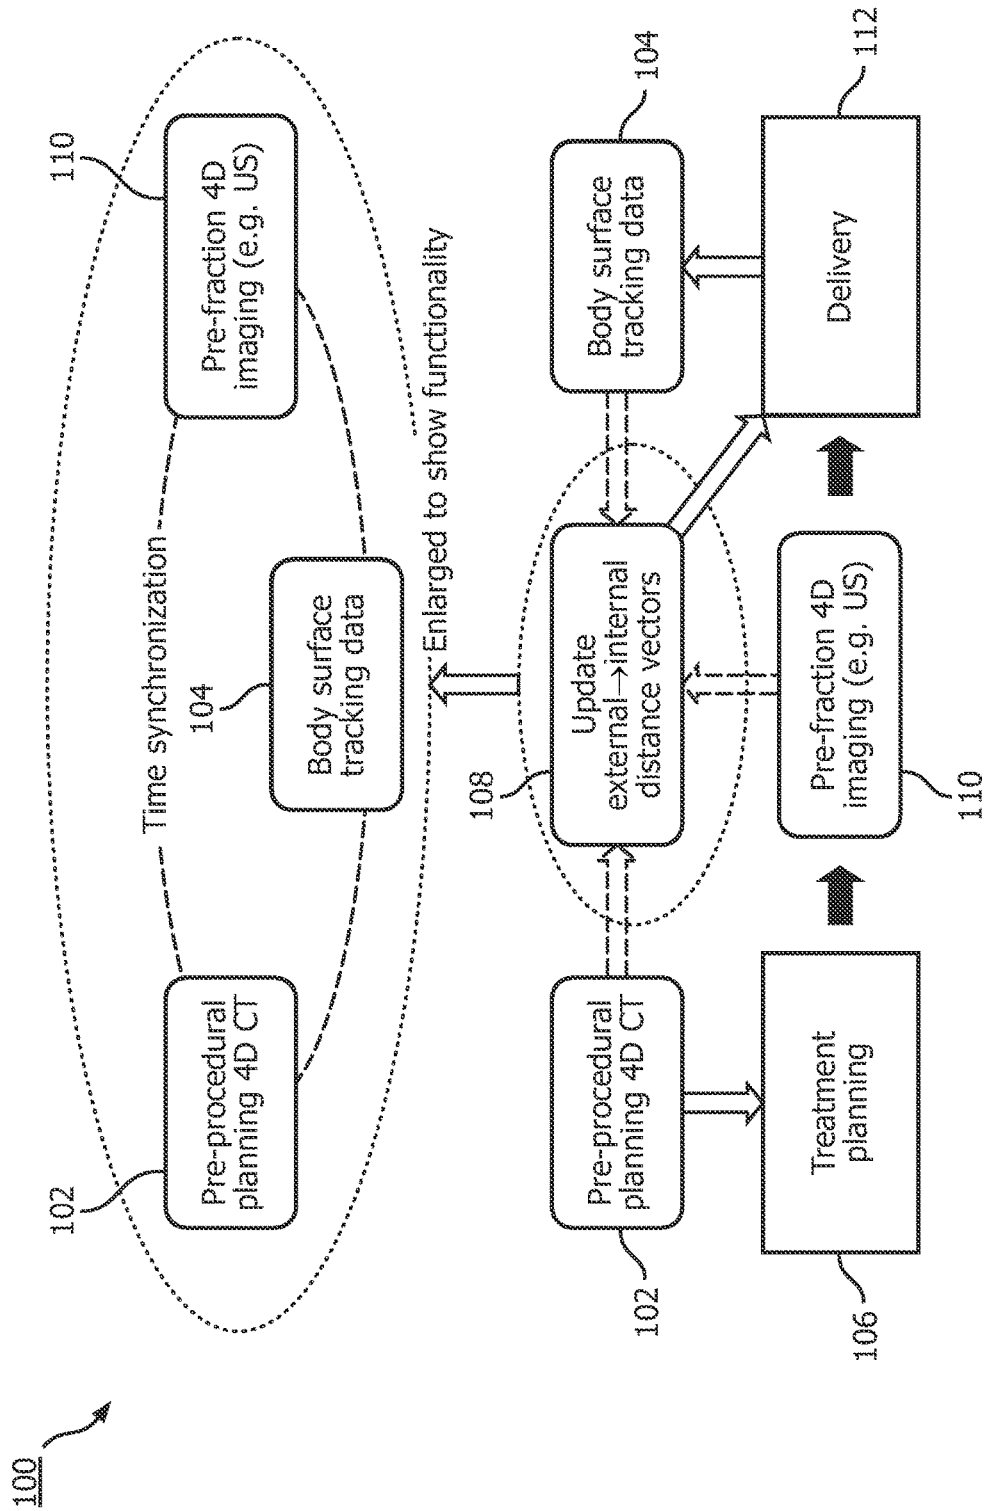 100
102
Pre-procedural
planning 4D CT
Time synchronization
104
Body surface
tracking data
110
Pre-fraction 4D
imaging (e.g. US)
Enlarged to show functionality
102
Pre-procedural
planning 4D CT
108
Update
external→internal
distance vectors
Body surface
tracking data
104
106
Treatment
planning
110
Pre-fraction 4D
imaging (e.g. US)
Delivery
112